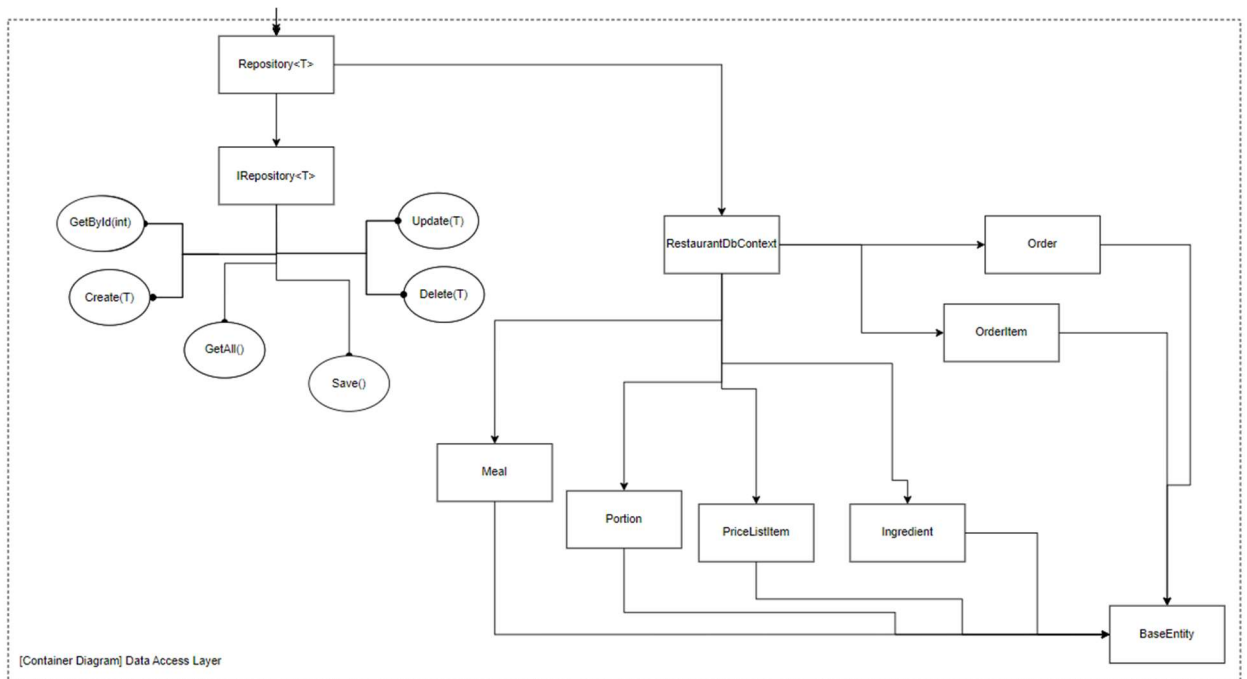 Repository<T>
IRepository<T>
GetById(int)
Update(T)
Create(T)
Delete(T)
GetAll()
Save()
RestaurantDbContext
Order
OrderItem
Meal
Portion
PriceListItem
Ingredient
BaseEntity
[Container Diagram] Data Access Layer